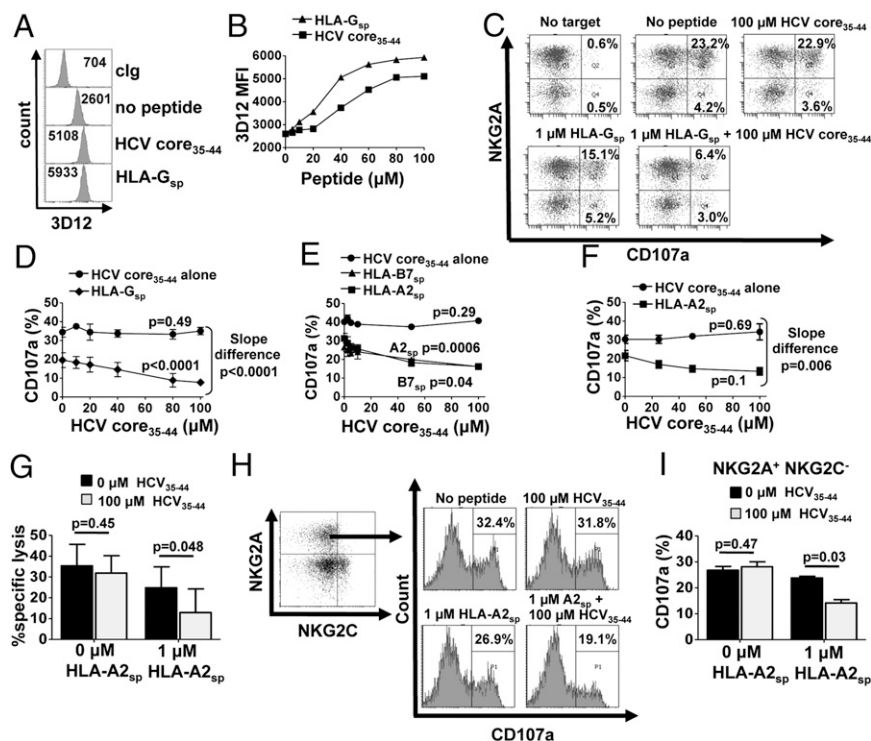 A
704
cIg
2601
no peptide
5108
HCV core35-44
5933
HLA-Gsp
count
3D12
B
HLA-Gsp
HCV core35-44
3D12 MFI
6000
5000
4000
3000
2000
0 20 40 60 80 100
Peptide (µM)
C
No target
No peptide
100 µM HCV core35-44
0.6%
0.5%
23.2%
4.2%
22.9%
3.6%
1 µM HLA-Gsp
1 µM HLA-Gsp + 100 µM HCV core35-44
15.1%
5.2%
6.4%
3.0%
NKG2A
CD107a
D
HCV core35-44 alone
HLA-Gsp
CD107a (%)
50
40
30
20
10
0
p=0.49
p<0.0001
Slope
difference
p<0.0001
0 20 40 60 80 100
HCV core35-44 (µM)
E
HCV core35-44 alone
HLA-B7sp
HLA-A2sp
CD107a (%)
50
40
30
20
10
0
p=0.29
A2sp p=0.0006
B7sp p=0.04
0 20 40 60 80 100
HCV core35-44 (µM)
F
HCV core35-44 alone
HLA-A2sp
CD107a (%)
50
40
30
20
10
0
p=0.69
p=0.1
Slope
difference
p=0.006
0 20 40 60 80 100
HCV core35-44 (µM)
G
0 µM HCV35-44
100 µM HCV35-44
%specific lysis
50
40
30
20
10
0
p=0.45
p=0.048
0 µM 1 µM
HLA-A2sp HLA-A2sp
H
NKG2A
NKG2C
Count
No peptide
100 µM HCV35-44
32.4%
31.8%
1 µM HLA-A2sp
1 µM A2sp +
100 µM HCV35-44
26.9%
P1
19.1%
P1
CD107a
I
NKG2A+ NKG2C-
0 µM HCV35-44
100 µM HCV35-44
CD107a (%)
40
30
20
10
0
p=0.47
p=0.03
0 µM 1 µM
HLA-A2sp HLA-A2sp